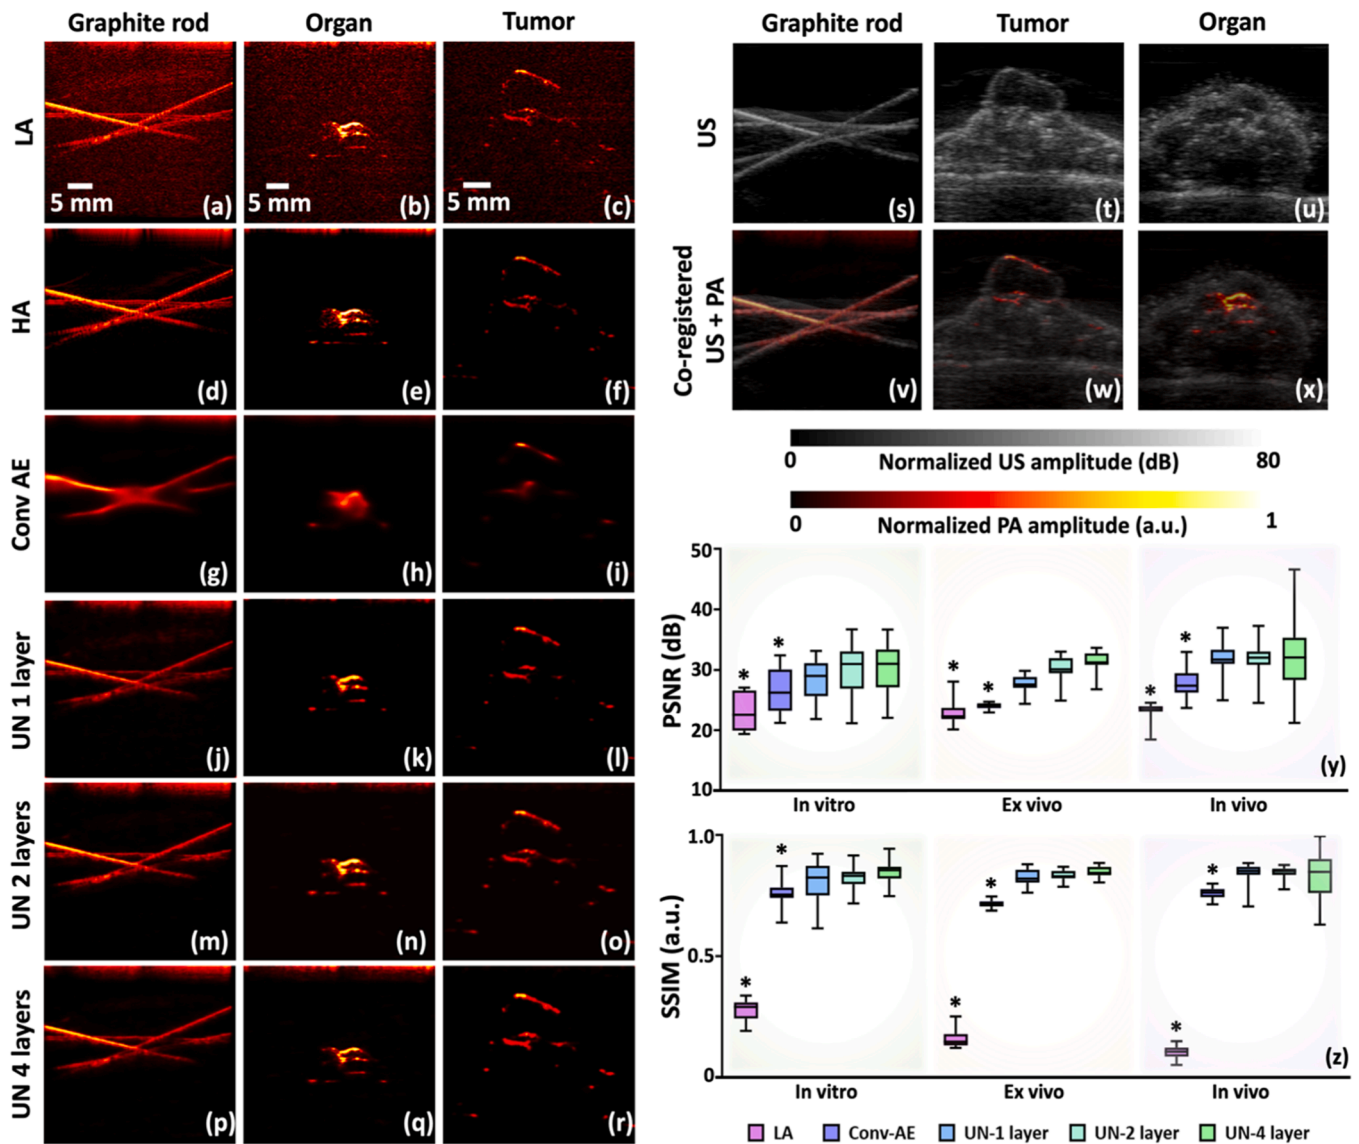 Graphite rod Organ Tumor
LA
5 mm (a) 5 mm (b) 5 mm (c)
HA
(d) (e) (f)
Conv AE
(g) (h) (i)
UN 1 layer
(j) (k) (l)
UN 2 layers
(m) (n) (o)
UN 4 layers
(p) (q) (r)
Graphite rod Tumor Organ
US
(s) (t) (u)
Co-registered
US + PA
(v) (w) (x)
0 Normalized US amplitude (dB) 80
0 Normalized PA amplitude (a.u.) 1
PSNR (dB)
50
40
30
20
10
* * * * * *
(y)
In vitro Ex vivo In vivo
SSIM (a.u.)
1.0
0.5
0
* * * * * *
(z)
In vitro Ex vivo In vivo
LA Conv-AE UN-1 layer UN-2 layer UN-4 layer